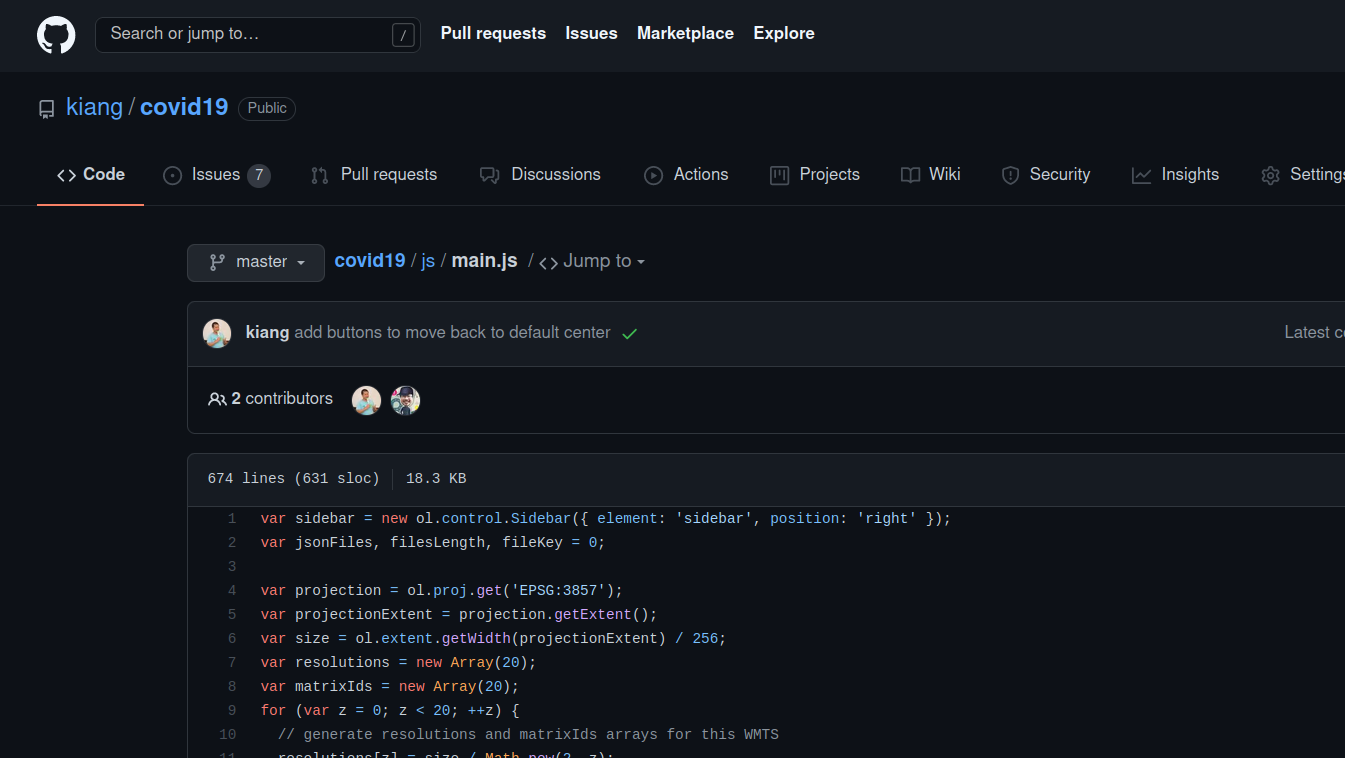 Search or jump to… /
Pull requests Issues Marketplace Explore
kiang / covid19 Public
Code Issues 7 Pull requests Discussions Actions Projects Wiki Security Insights Settings
master covid19 / js / main.js / <> Jump to
kiang add buttons to move back to default center Latest
2 contributors
674 lines (631 sloc) 18.3 KB
1 var sidebar = new ol.control.Sidebar({ element: 'sidebar', position: 'right' });
2 var jsonFiles, filesLength, fileKey = 0;
3
4 var projection = ol.proj.get('EPSG:3857');
5 var projectionExtent = projection.getExtent();
6 var size = ol.extent.getWidth(projectionExtent) / 256;
7 var resolutions = new Array(20);
8 var matrixIds = new Array(20);
9 for (var z = 0; z < 20; ++z) {
10 // generate resolutions and matrixIds arrays for this WMTS
11 resolutions[z] = size / Math.pow(2, z);